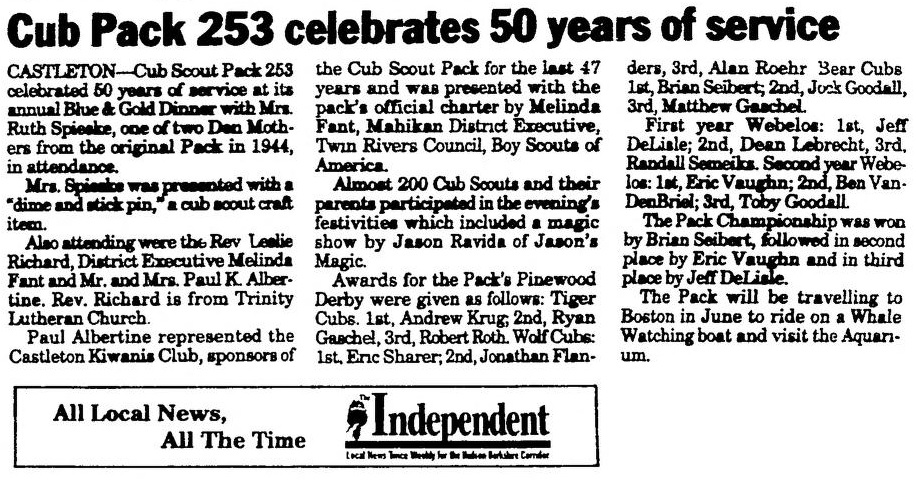 Cub Pack 253 celebrates 50 years of service
CASTLETON—Cub Scout Pack 253
celebrated 50 years of service at its
annual Blue & Gold Dinner with Mrs.
Ruth Spieske, one of two Den Moth-
ers from the original Pack in 1944,
in attendance.
Mrs. Spieske was presented with a
"dime and stick pin," a cub scout craft
item.
Also attending were the Rev Leslie
Richard, District Executive Melinda
Fant and Mr. and Mrs. Paul K. Alber-
tine. Rev. Richard is from Trinity
Lutheran Church.
Paul Albertine represented the
Castleton Kiwanis Club, sponsors of
the Cub Scout Pack for the last 47
years and was presented with the
pack's official charter by Melinda
Fant, Mahikan District Executive,
Twin Rivers Council, Boy Scouts of
America.
Almost 200 Cub Scouts and their
parents participated in the evening's
festivities which included a magic
show by Jason Ravida of Jason's
Magic.
Awards for the Pack's Pinewood
Derby were given as follows: Tiger
Cubs. 1st, Andrew Krug; 2nd, Ryan
Gaschel, 3rd, Robert Roth. Wolf Cubs:
1st, Eric Sharer; 2nd, Jonathan Flan-
ders, 3rd, Alan Roehr Bear Cubs
1st, Brian Seibert; 2nd, Jock Goodall,
3rd, Matthew Gaschel.
First year Webelos: 1st, Jeff
DeLisle; 2nd, Dean Lebrecht, 3rd,
Randall Semeiks. Second year Webe-
los: 1st, Eric Vaughn; 2nd, Ben Van-
DenBriel; 3rd, Toby Goodall.
The Pack Championship was won
by Brian Seibert, followed in second
place by Eric Vaughn and in third
place by Jeff DeLisle.
The Pack will be travelling to
Boston in June to ride on a Whale
Watching boat and visit the Aquari-
um.
All Local News,
All The Time
The
Independent
Local News Twice Weekly for the Hudson Berkshire Corridor